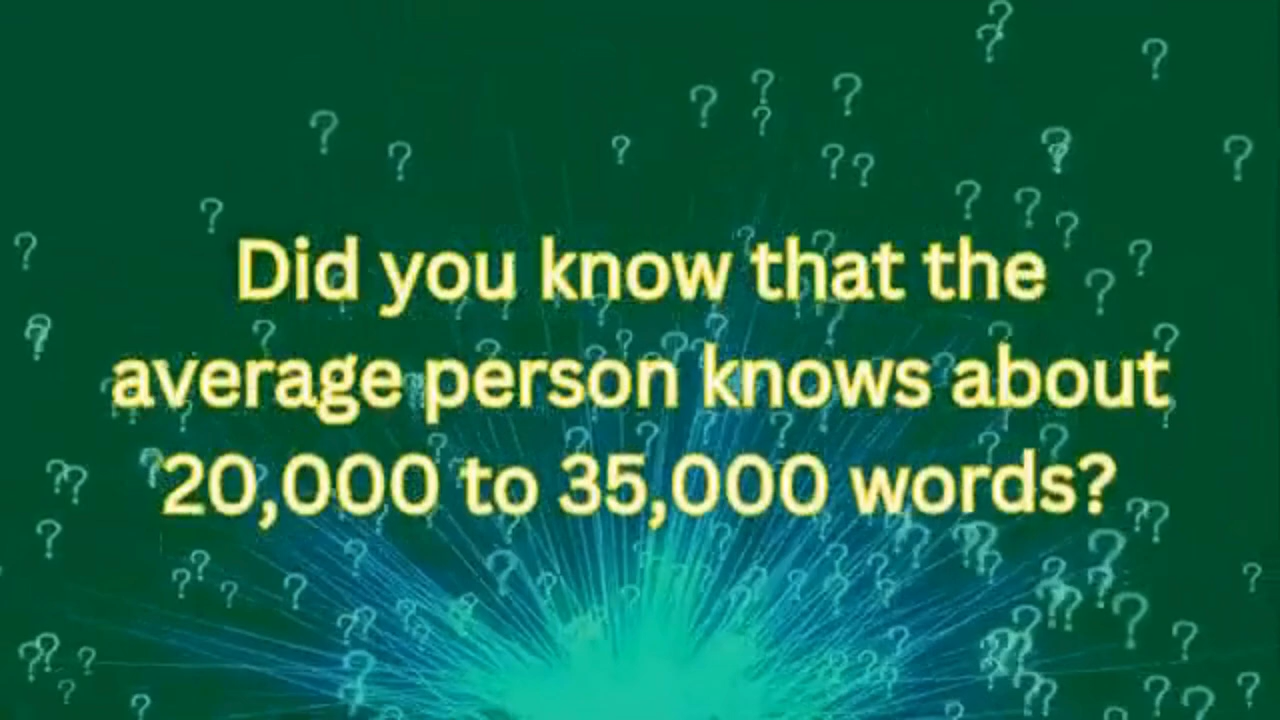 Did you know that the
average person knows about
20,000 to 35,000 words?